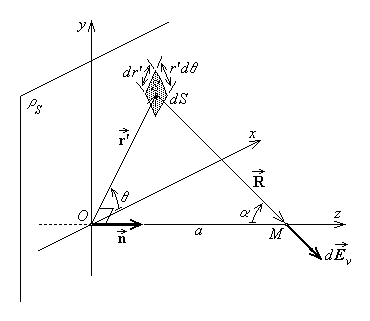 y
dr' r'dθ
ρS
dS
r⃗'
x
R⃗
O θ
α
z
n⃗ a M
dE⃗v